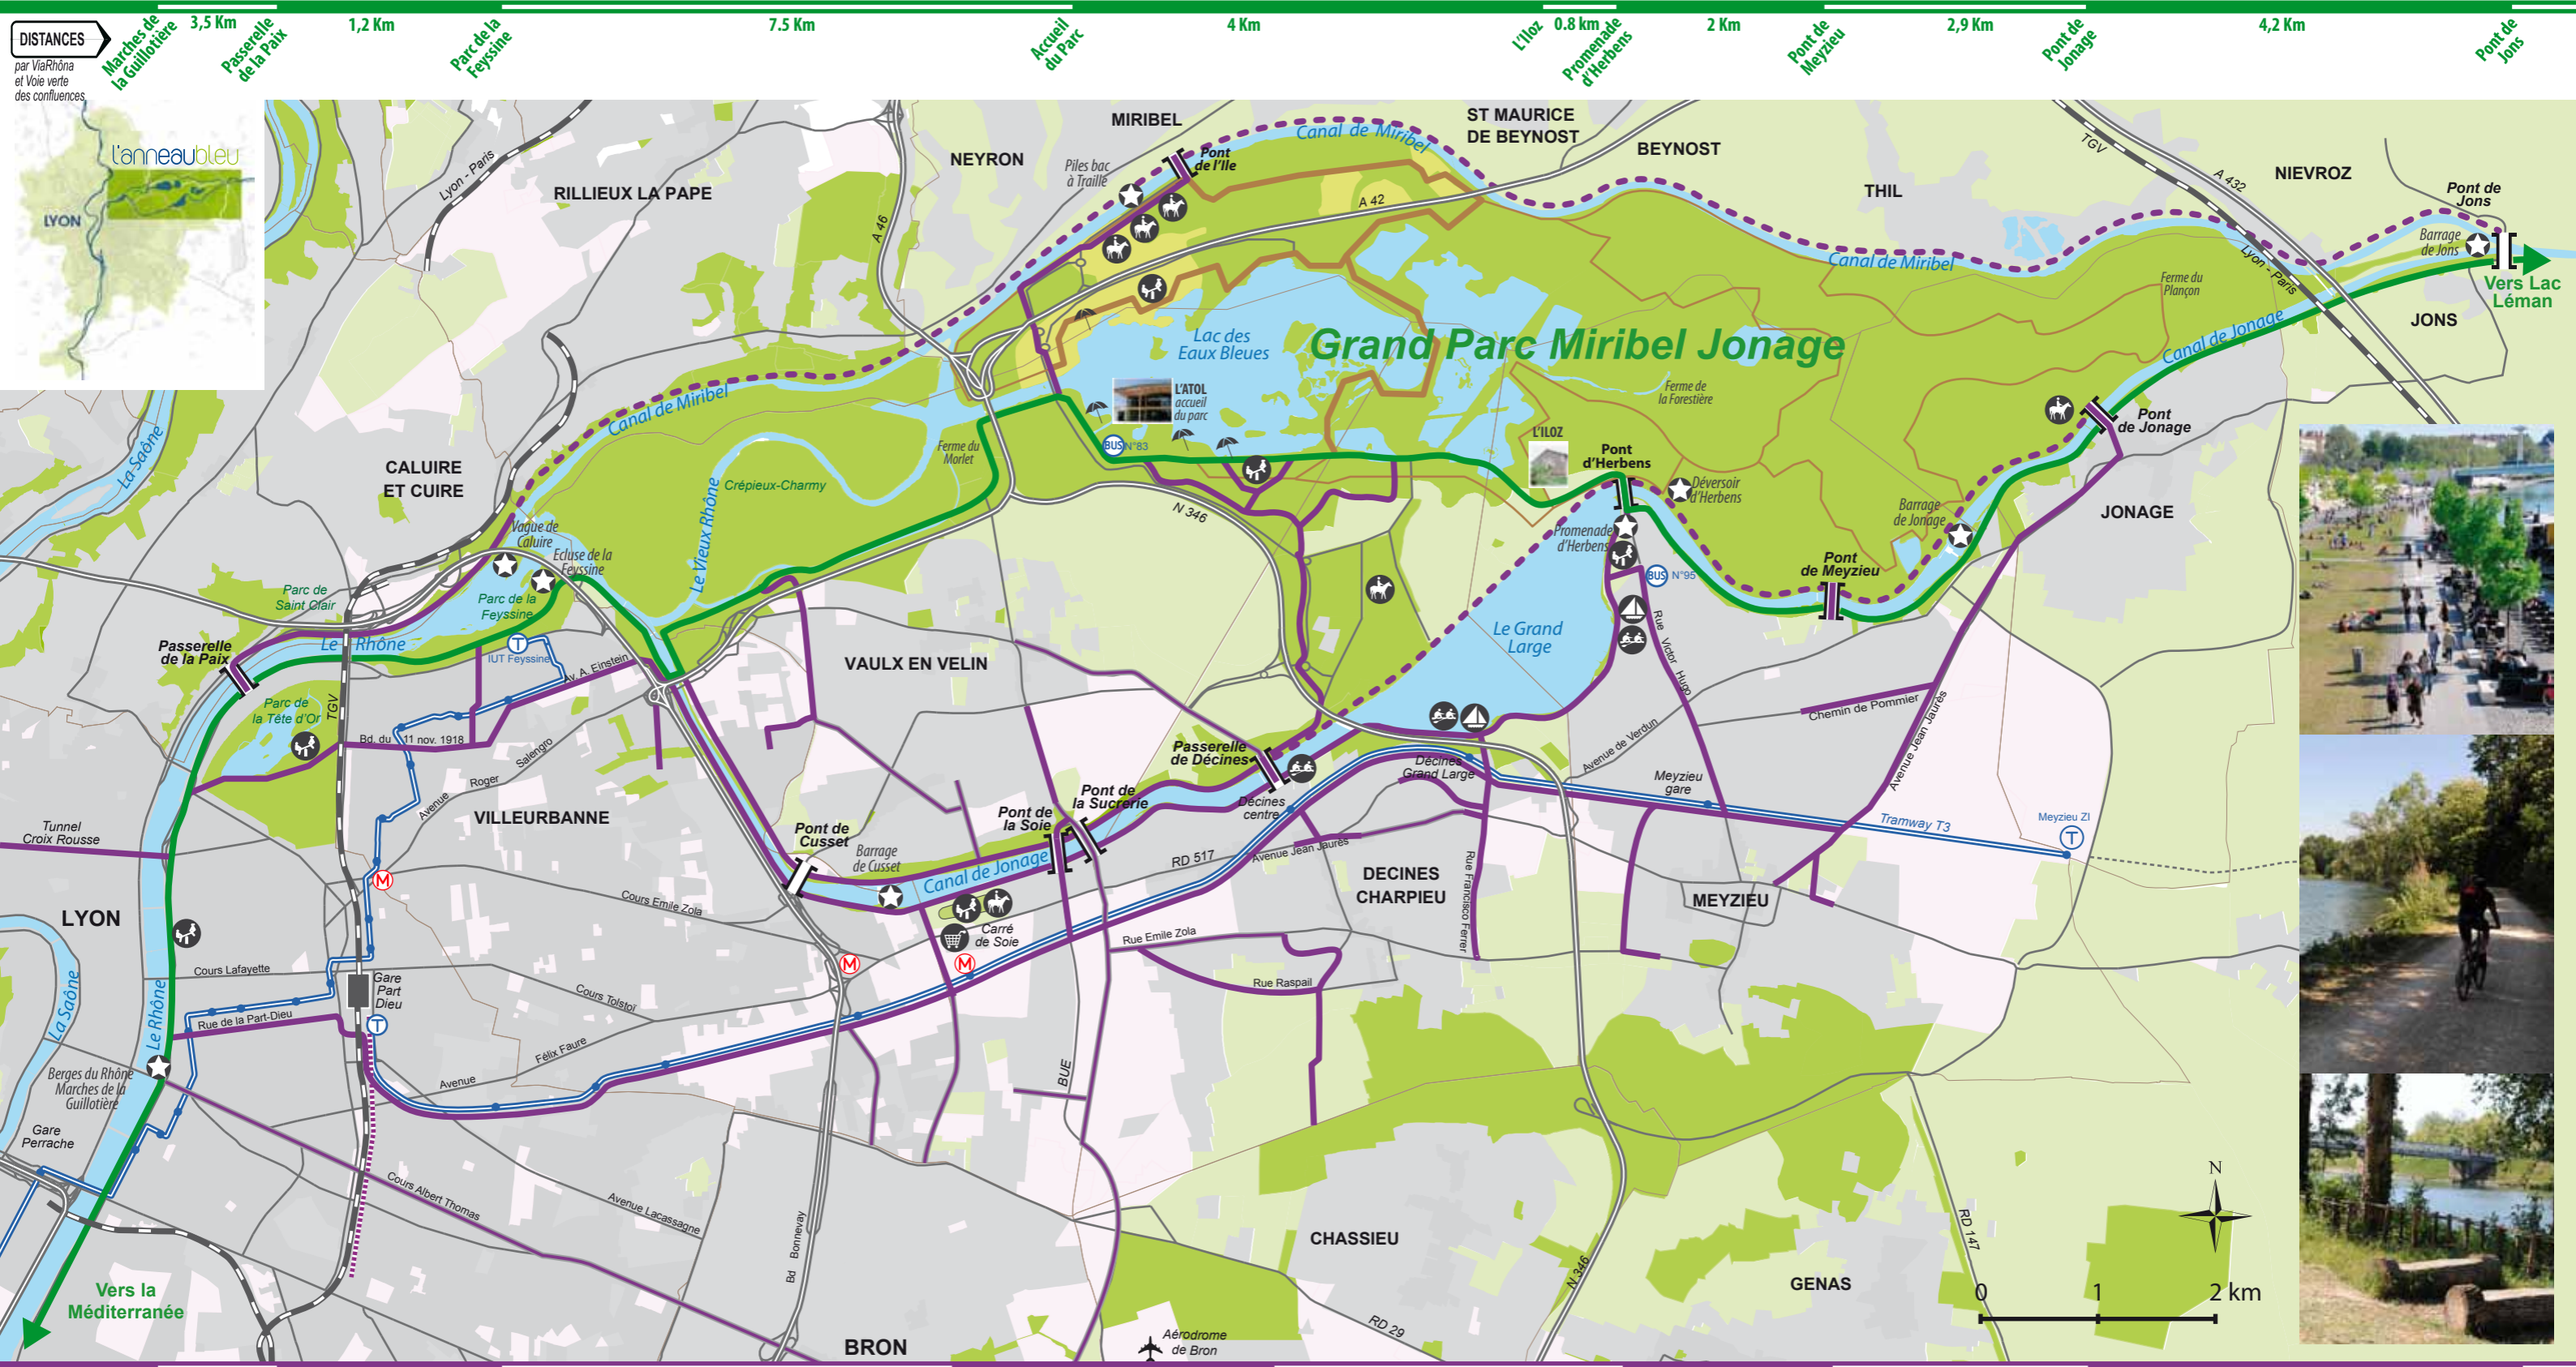 DISTANCES
par ViaRhôna
et Voie verte
des confluences
Marches de
la Guillotière
3,5 Km
Passerelle
de la Paix
1,2 Km
Parc de la
Feyssine
7.5 Km
Accueil
du Parc
4 Km
L'Iloz
0.8 km
Promenade
d'Herbens
2 Km
Pont de
Meyzieu
2,9 Km
Pont de
Jonage
4,2 Km
Pont de
Jons
l'anneaubleu
LYON
Lyon - Paris
RILLIEUX LA PAPE
A 46
NEYRON
MIRIBEL
Piles bac
à Traille
Pont
de l'Ile
Canal de Miribel
ST MAURICE
DE BEYNOST
BEYNOST
A 42
THIL
TGV
A 432
NIEVROZ
Pont de
Jons
Barrage
de Jons
Vers Lac
Léman
JONS
Lyon - Paris
Canal de Miribel
Ferme du
Plançon
Canal de Jonage
Lac des
Eaux Bleues
Grand Parc Miribel Jonage
Ferme de
la Forestière
L'ATOL
accueil
du parc
BUS N°83
L'ILOZ
Pont
d'Herbens
Déversoir
d'Herbens
Promenade
d'Herbens
BUS N°95
Barrage
de Jonage
Pont
de Jonage
JONAGE
Pont
de Meyzieu
La Saône
CALUIRE
ET CUIRE
Canal de Miribel
Ferme du
Morlet
Crépieux-Charmy
Le Vieux Rhône
N 346
Vague de
Caluire
Ecluse de la
Feyssine
Parc de
Saint Clair
Parc de la
Feyssine
Passerelle
de la Paix
Le Rhône
T
IUT Feyssine
Av. A. Einstein
Parc de
la Tête d'Or
TGV
Bd. du 11 nov. 1918
Avenue Roger Salengro
VILLEURBANNE
VAULX EN VELIN
Le Grand
Large
Rue Victor Hugo
Avenue de Verdun
Chemin de Pommier
Avenue Jean Jaurès
Passerelle
de Décines
Décines
centre
Décines
Grand Large
Meyzieu
gare
Tramway T3
Meyzieu ZI
T
Pont de
la Sucrerie
Pont de
la Soie
Pont de
Cusset
Barrage
de Cusset
Canal de Jonage
RD 517
Avenue Jean Jaurès
DECINES
CHARPIEU
Rue Francisco Ferrer
MEYZIEU
Tunnel
Croix Rousse
M
Cours Emile Zola
LYON
Carré
de Soie
M
M
Rue Emile Zola
Rue Raspail
Cours Lafayette
Gare
Part
Dieu
T
Cours Tolstoï
Rue de la Part-Dieu
Le Rhône
La Saône
Avenue Félix Faure
BUE
Berges du Rhône
Marches de la
Guillotière
Gare
Perrache
Cours Albert Thomas
Avenue Lacassagne
Bd Bonnevay
Vers la
Méditerranée
BRON
Aérodrome
de Bron
CHASSIEU
RD 29
N 346
GENAS
RD 147
N
0 1 2 km